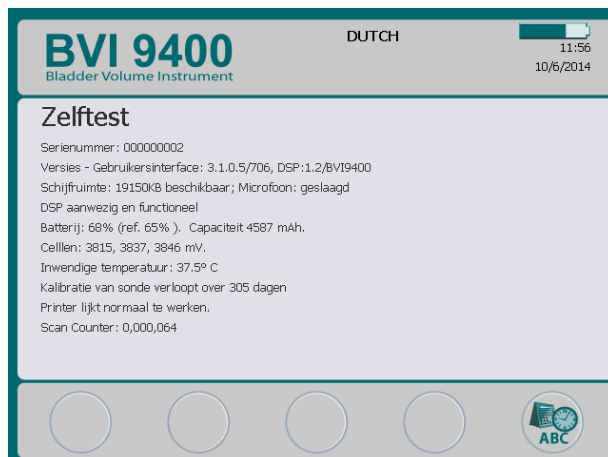 BVI 9400
Bladder Volume Instrument
DUTCH
11:56
10/6/2014
Zelftest
Serienummer: 000000002
Versies - Gebruikersinterface: 3.1.0.5/706, DSP:1.2/BVI9400
Schijfruimte: 19150KB beschikbaar; Microfoon: geslaagd
DSP aanwezig en functioneel
Batterij: 68% (ref. 65% ). Capaciteit 4587 mAh.
Celllen: 3815, 3837, 3846 mV.
Inwendige temperatuur: 37.5° C
Kalibratie van sonde verloopt over 305 dagen
Printer lijkt normaal te werken.
Scan Counter: 0,000,064
ABC